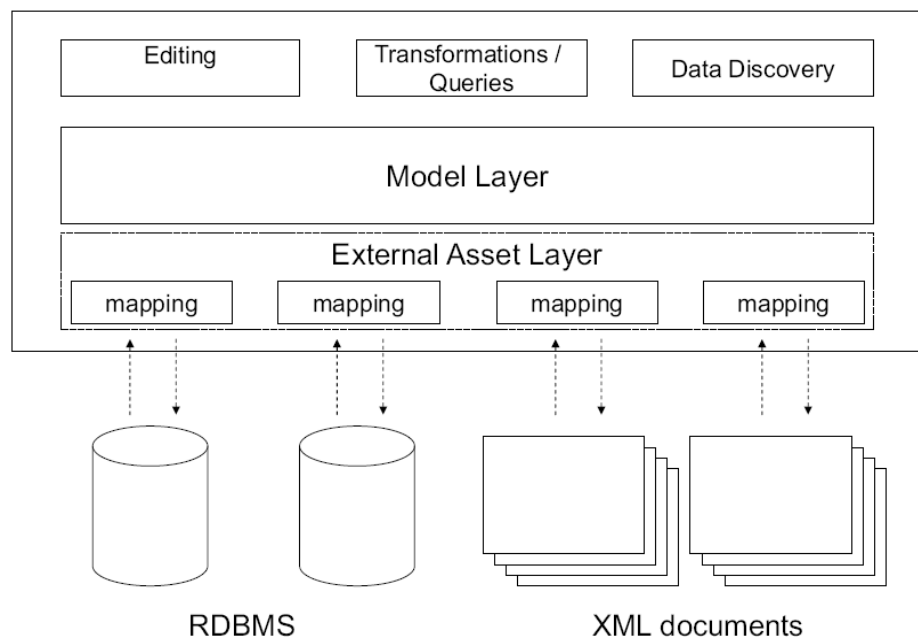 Editing
Transformations /
Queries
Data Discovery
Model Layer
External Asset Layer
mapping
mapping
mapping
mapping
RDBMS
XML documents